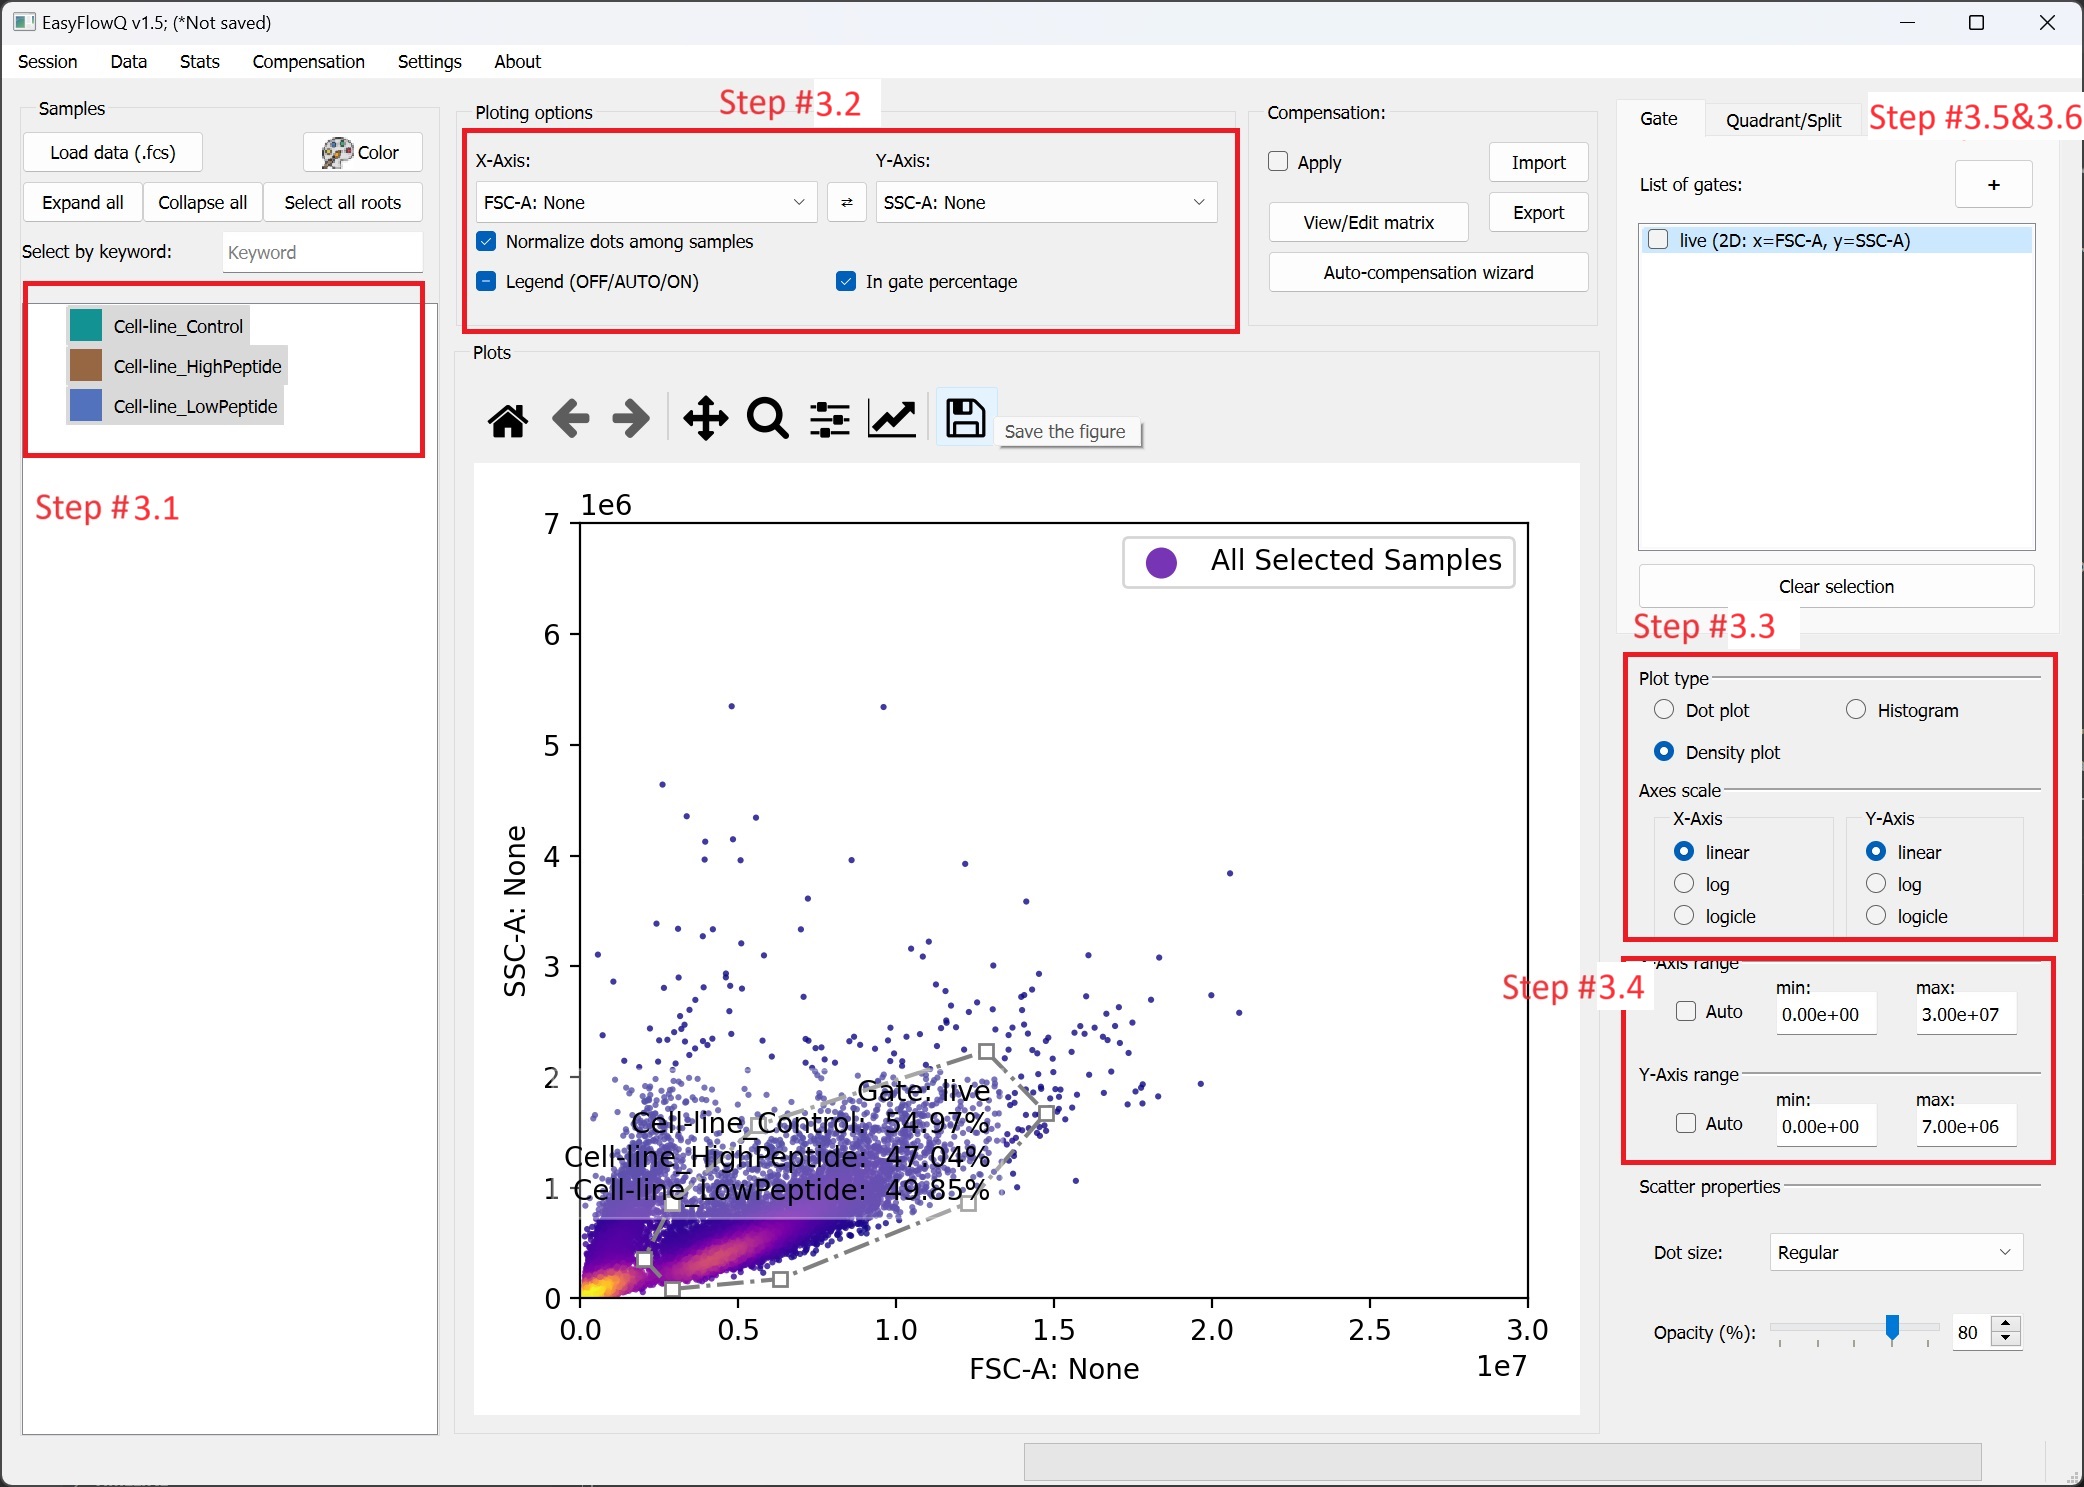 EasyFlowQ v1.5; (*Not saved)
Session Data Stats Compensation Settings About
Samples
Load data (.fcs) Color
Expand all Collapse all Select all roots
Select by keyword: Keyword
Cell-line_Control
Cell-line_HighPeptide
Cell-line_LowPeptide
Step #3.1
Ploting options
Step #3.2
X-Axis: Y-Axis:
FSC-A: None SSC-A: None
Normalize dots among samples
Legend (OFF/AUTO/ON) In gate percentage
Compensation:
Apply Import
View/Edit matrix Export
Auto-compensation wizard
Plots
Save the figure
1e6
7
6
5
4
3
2
1
0
SSC-A: None
All Selected Samples
Gate: live
Cell-line_Control: 54.97%
Cell-line_HighPeptide: 47.04%
Cell-line_LowPeptide: 49.85%
0.0 0.5 1.0 1.5 2.0 2.5 3.0
FSC-A: None
1e7
Gate Quadrant/Split
Step #3.5&3.6
List of gates: +
live (2D: x=FSC-A, y=SSC-A)
Clear selection
Step #3.3
Plot type
Dot plot Histogram
Density plot
Axes scale
X-Axis Y-Axis
linear linear
log log
logicle logicle
Step #3.4
-Axis range
min: max:
Auto 0.00e+00 3.00e+07
Y-Axis range
min: max:
Auto 0.00e+00 7.00e+06
Scatter properties
Dot size: Regular
Opacity (%): 80